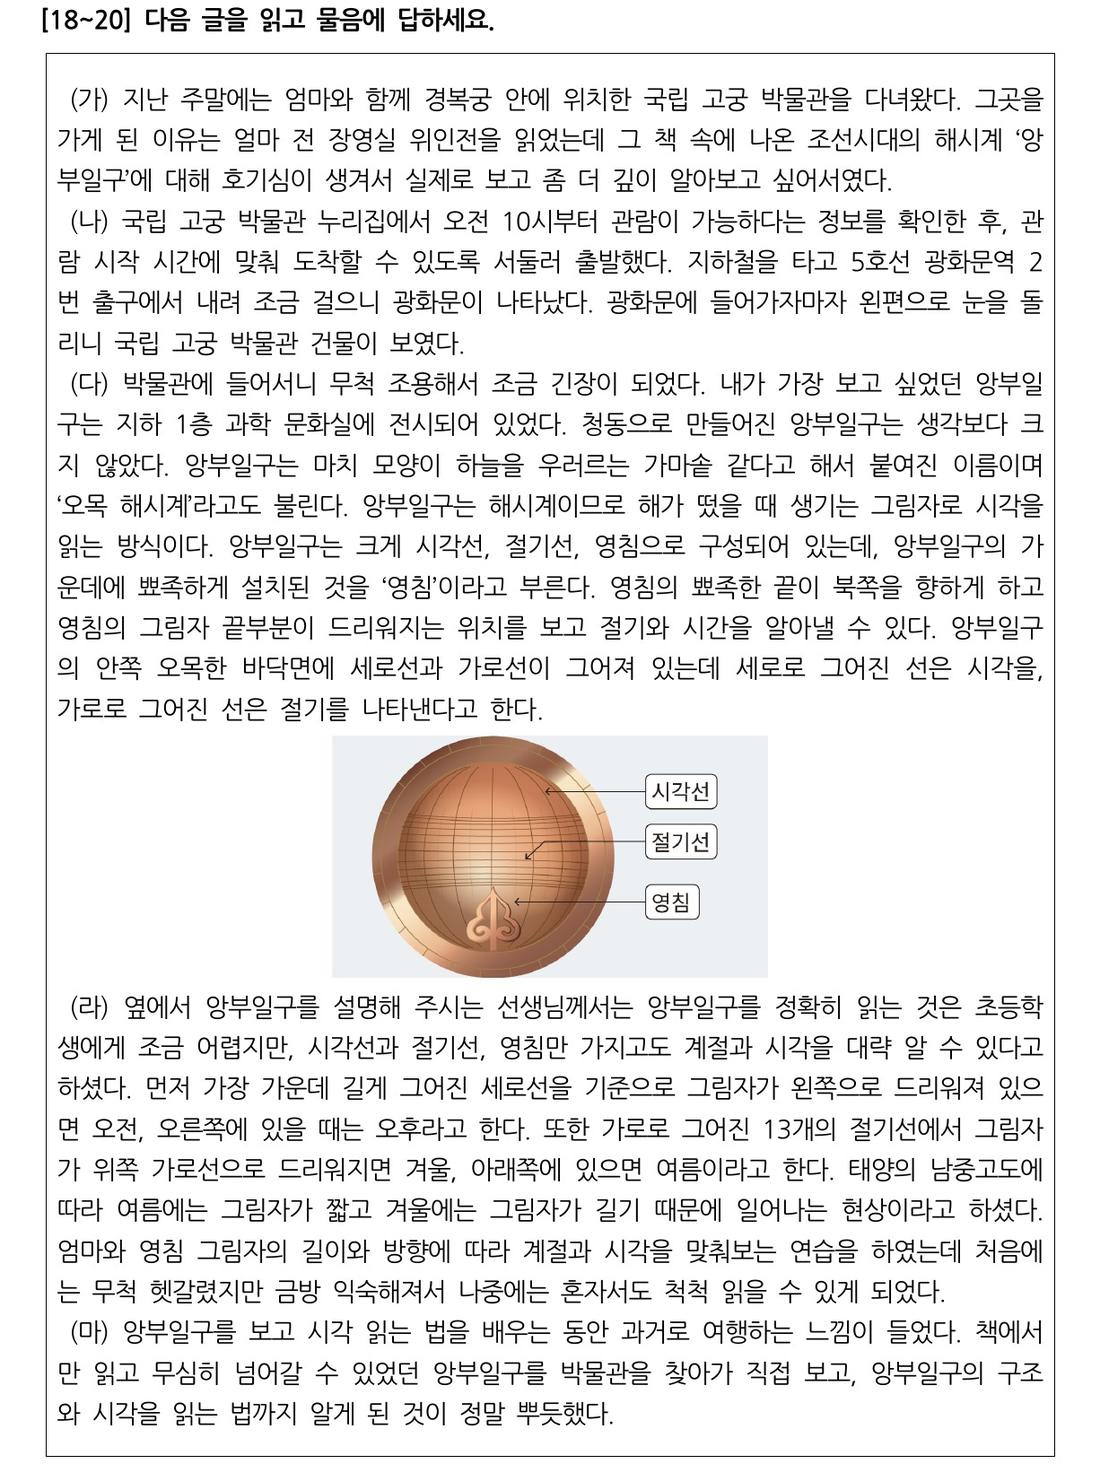 [18~20] 다음 글을 읽고 물음에 답하세요.
(가) 지난 주말에는 엄마와 함께 경복궁 안에 위치한 국립 고궁 박물관을 다녀왔다. 그곳을
가게 된 이유는 얼마 전 장영실 위인전을 읽었는데 그 책 속에 나온 조선시대의 해시계 ‘앙
부일구’에 대해 호기심이 생겨서 실제로 보고 좀 더 깊이 알아보고 싶어서였다.
(나) 국립 고궁 박물관 누리집에서 오전 10시부터 관람이 가능하다는 정보를 확인한 후, 관
람 시작 시간에 맞춰 도착할 수 있도록 서둘러 출발했다. 지하철을 타고 5호선 광화문역 2
번 출구에서 내려 조금 걸으니 광화문이 나타났다. 광화문에 들어가자마자 왼편으로 눈을 돌
리니 국립 고궁 박물관 건물이 보였다.
(다) 박물관에 들어서니 무척 조용해서 조금 긴장이 되었다. 내가 가장 보고 싶었던 앙부일
구는 지하 1층 과학 문화실에 전시되어 있었다. 청동으로 만들어진 앙부일구는 생각보다 크
지 않았다. 앙부일구는 마치 모양이 하늘을 우러르는 가마솥 같다고 해서 붙여진 이름이며
‘오목 해시계’라고도 불린다. 앙부일구는 해시계이므로 해가 떴을 때 생기는 그림자로 시각을
읽는 방식이다. 앙부일구는 크게 시각선, 절기선, 영침으로 구성되어 있는데, 앙부일구의 가
운데에 뾰족하게 설치된 것을 ‘영침’이라고 부른다. 영침의 뾰족한 끝이 북쪽을 향하게 하고
영침의 그림자 끝부분이 드리워지는 위치를 보고 절기와 시간을 알아낼 수 있다. 앙부일구
의 안쪽 오목한 바닥면에 세로선과 가로선이 그어져 있는데 세로로 그어진 선은 시각을,
가로로 그어진 선은 절기를 나타낸다고 한다.
시각선
절기선
영침
(라) 옆에서 앙부일구를 설명해 주시는 선생님께서는 앙부일구를 정확히 읽는 것은 초등학
생에게 조금 어렵지만, 시각선과 절기선, 영침만 가지고도 계절과 시각을 대략 알 수 있다고
하셨다. 먼저 가장 가운데 길게 그어진 세로선을 기준으로 그림자가 왼쪽으로 드리워져 있으
면 오전, 오른쪽에 있을 때는 오후라고 한다. 또한 가로로 그어진 13개의 절기선에서 그림자
가 위쪽 가로선으로 드리워지면 겨울, 아래쪽에 있으면 여름이라고 한다. 태양의 남중고도에
따라 여름에는 그림자가 짧고 겨울에는 그림자가 길기 때문에 일어나는 현상이라고 하셨다.
엄마와 영침 그림자의 길이와 방향에 따라 계절과 시각을 맞춰보는 연습을 하였는데 처음에
는 무척 헷갈렸지만 금방 익숙해져서 나중에는 혼자서도 척척 읽을 수 있게 되었다.
(마) 앙부일구를 보고 시각 읽는 법을 배우는 동안 과거로 여행하는 느낌이 들었다. 책에서
만 읽고 무심히 넘어갈 수 있었던 앙부일구를 박물관을 찾아가 직접 보고, 앙부일구의 구조
와 시각을 읽는 법까지 알게 된 것이 정말 뿌듯했다.